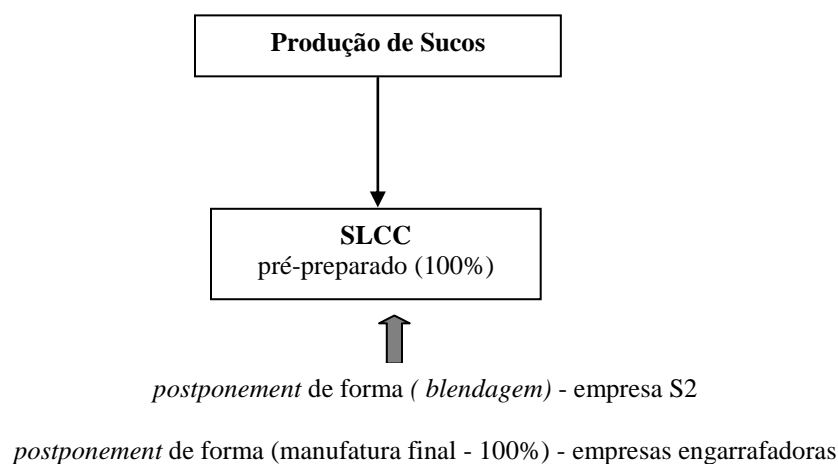 Produção de Sucos
SLCC
pré-preparado (100%)
postponement de forma ( blendagem) - empresa S2
postponement de forma (manufatura final - 100%) - empresas engarrafadoras